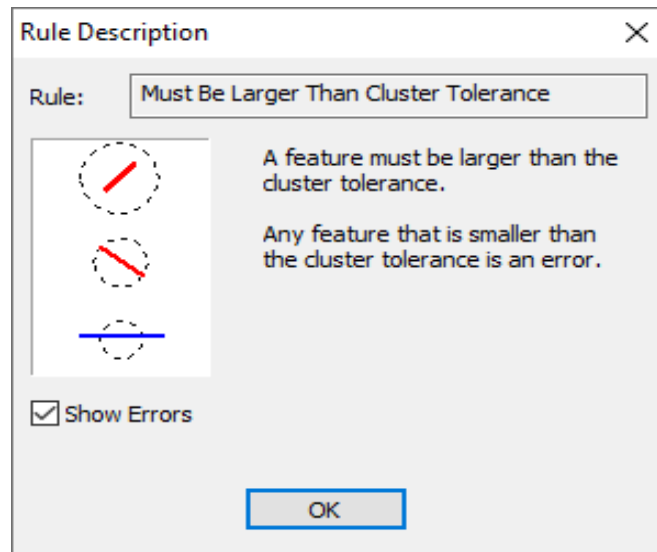 Rule Description
Rule: Must Be Larger Than Cluster Tolerance
A feature must be larger than the
cluster tolerance.
Any feature that is smaller than
the cluster tolerance is an error.
Show Errors
OK